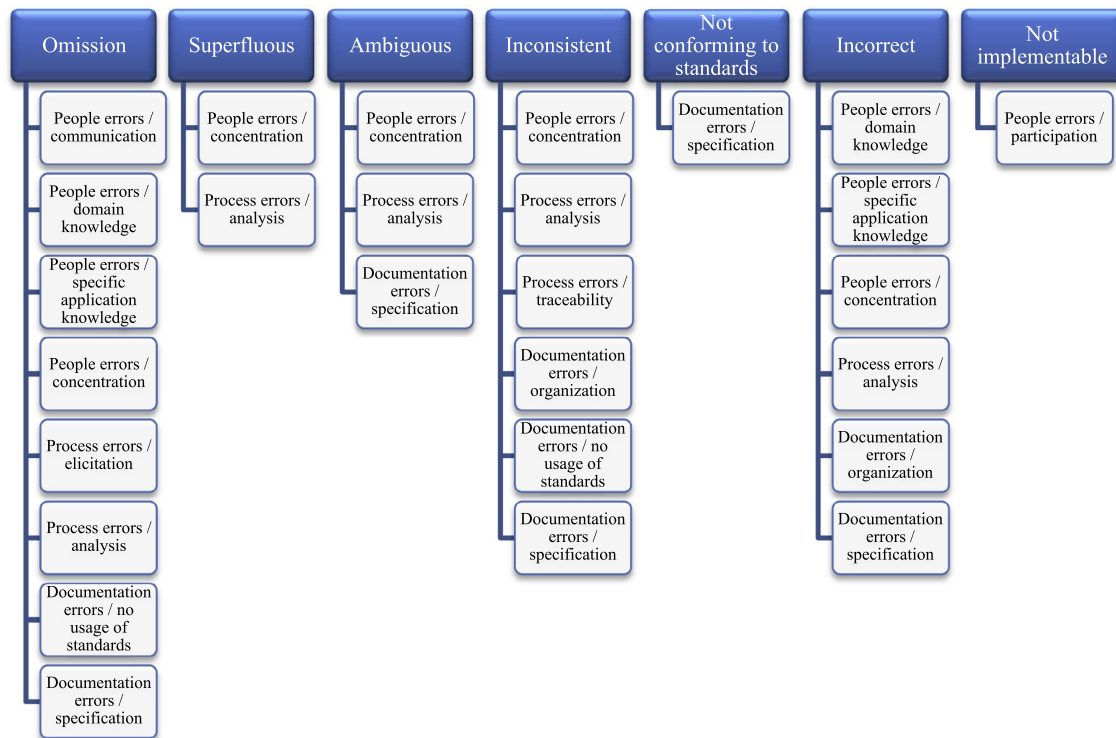 Omission
People errors /
communication
People errors /
domain
knowledge
People errors /
specific
application
knowledge
People errors /
concentration
Process errors /
elicitation
Process errors /
analysis
Documentation
errors / no
usage of
standards
Documentation
errors /
specification
Superfluous
People errors /
concentration
Process errors /
analysis
Ambiguous
People errors /
concentration
Process errors /
analysis
Documentation
errors /
specification
Inconsistent
People errors /
concentration
Process errors /
analysis
Process errors /
traceability
Documentation
errors /
organization
Documentation
errors / no
usage of
standards
Documentation
errors /
specification
Not
conforming to
standards
Documentation
errors /
specification
Incorrect
People errors /
domain
knowledge
People errors /
specific
application
knowledge
People errors /
concentration
Process errors /
analysis
Documentation
errors /
organization
Documentation
errors /
specification
Not
implementable
People errors /
participation